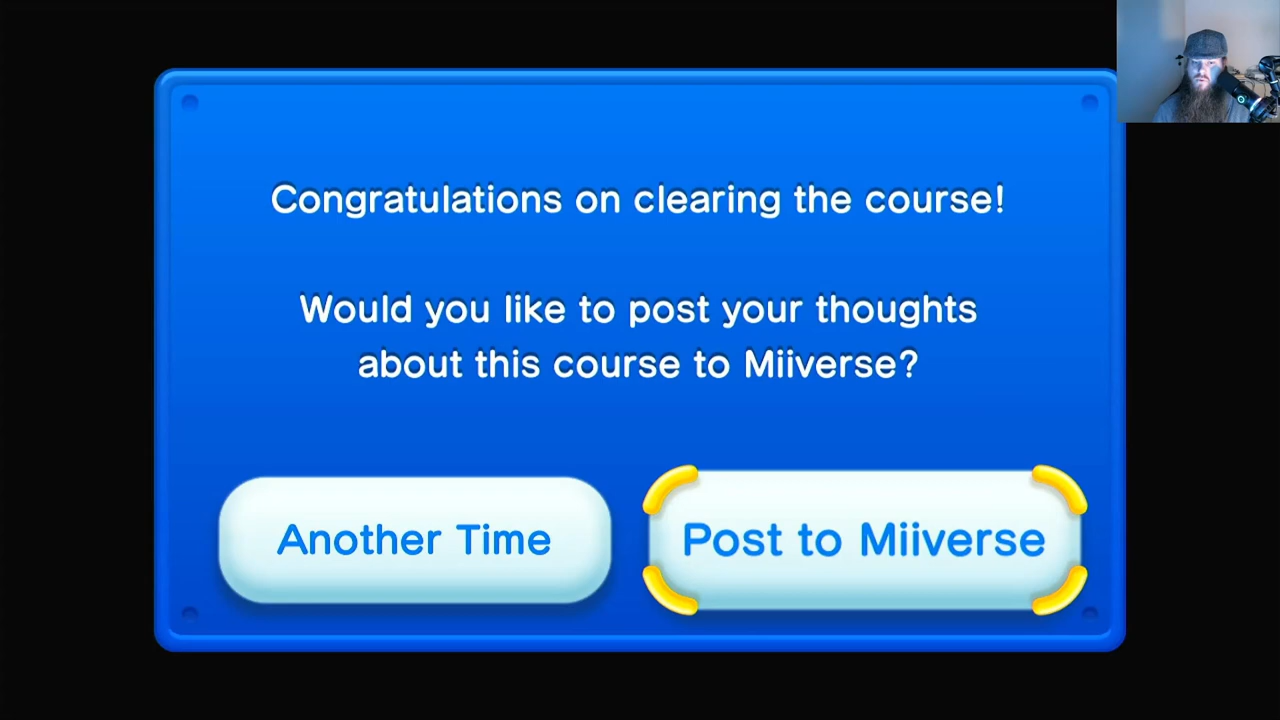 Congratulations on clearing the course!
Would you like to post your thoughts
about this course to Miiverse?
Another Time
Post to Miiverse